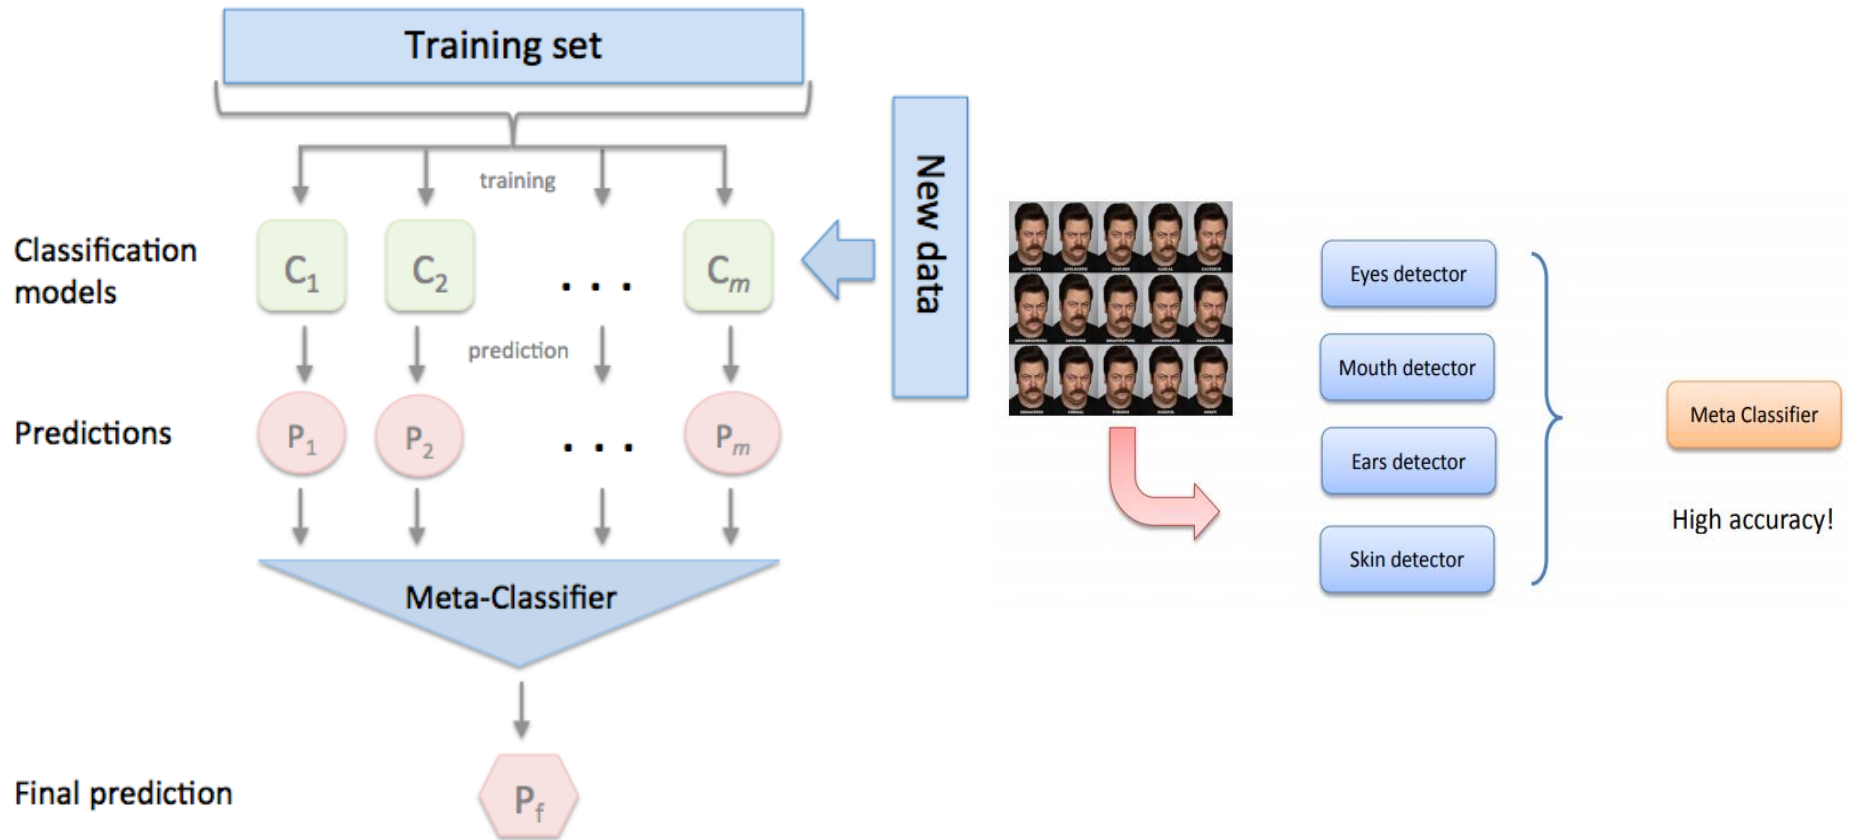 Training set
training
New data
Classification
models
C1
C2
. . .
Cm
prediction
Predictions
P1
P2
. . .
Pm
Meta-Classifier
Final prediction
Pf
Eyes detector
Mouth detector
Ears detector
Skin detector
Meta Classifier
High accuracy!